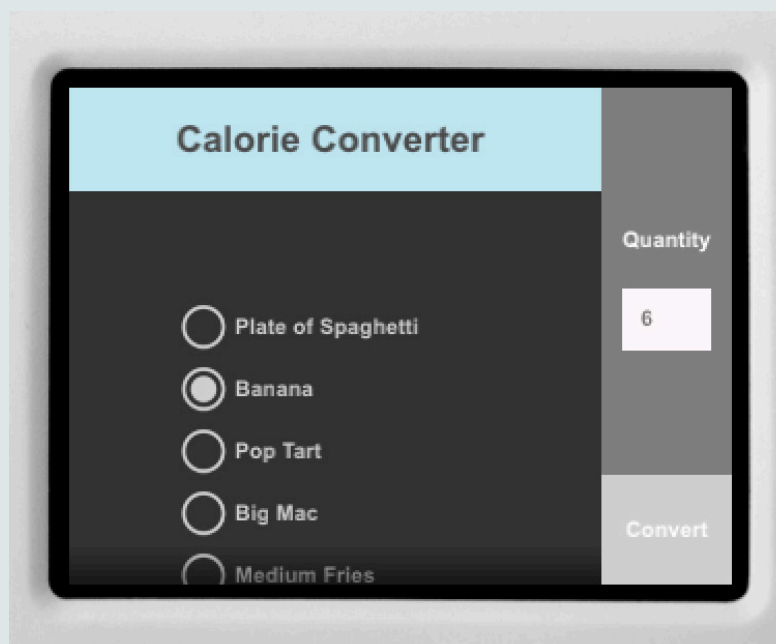 Calorie Converter
Quantity
6
Plate of Spaghetti
Banana
Pop Tart
Big Mac
Convert
Medium Fries